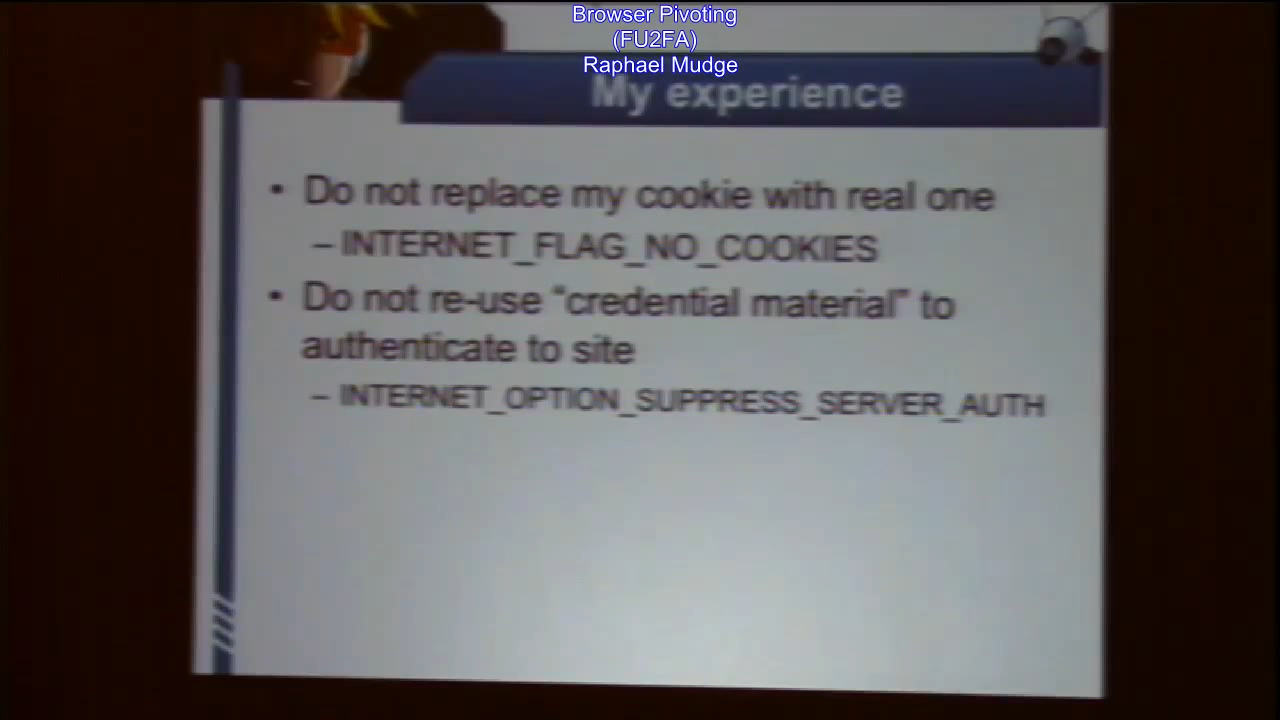 Browser Pivoting
(FU2FA)
Raphael Mudge
My experience
• Do not replace my cookie with real one
– INTERNET_FLAG_NO_COOKIES
• Do not re-use “credential material” to
authenticate to site
– INTERNET_OPTION_SUPPRESS_SERVER_AUTH